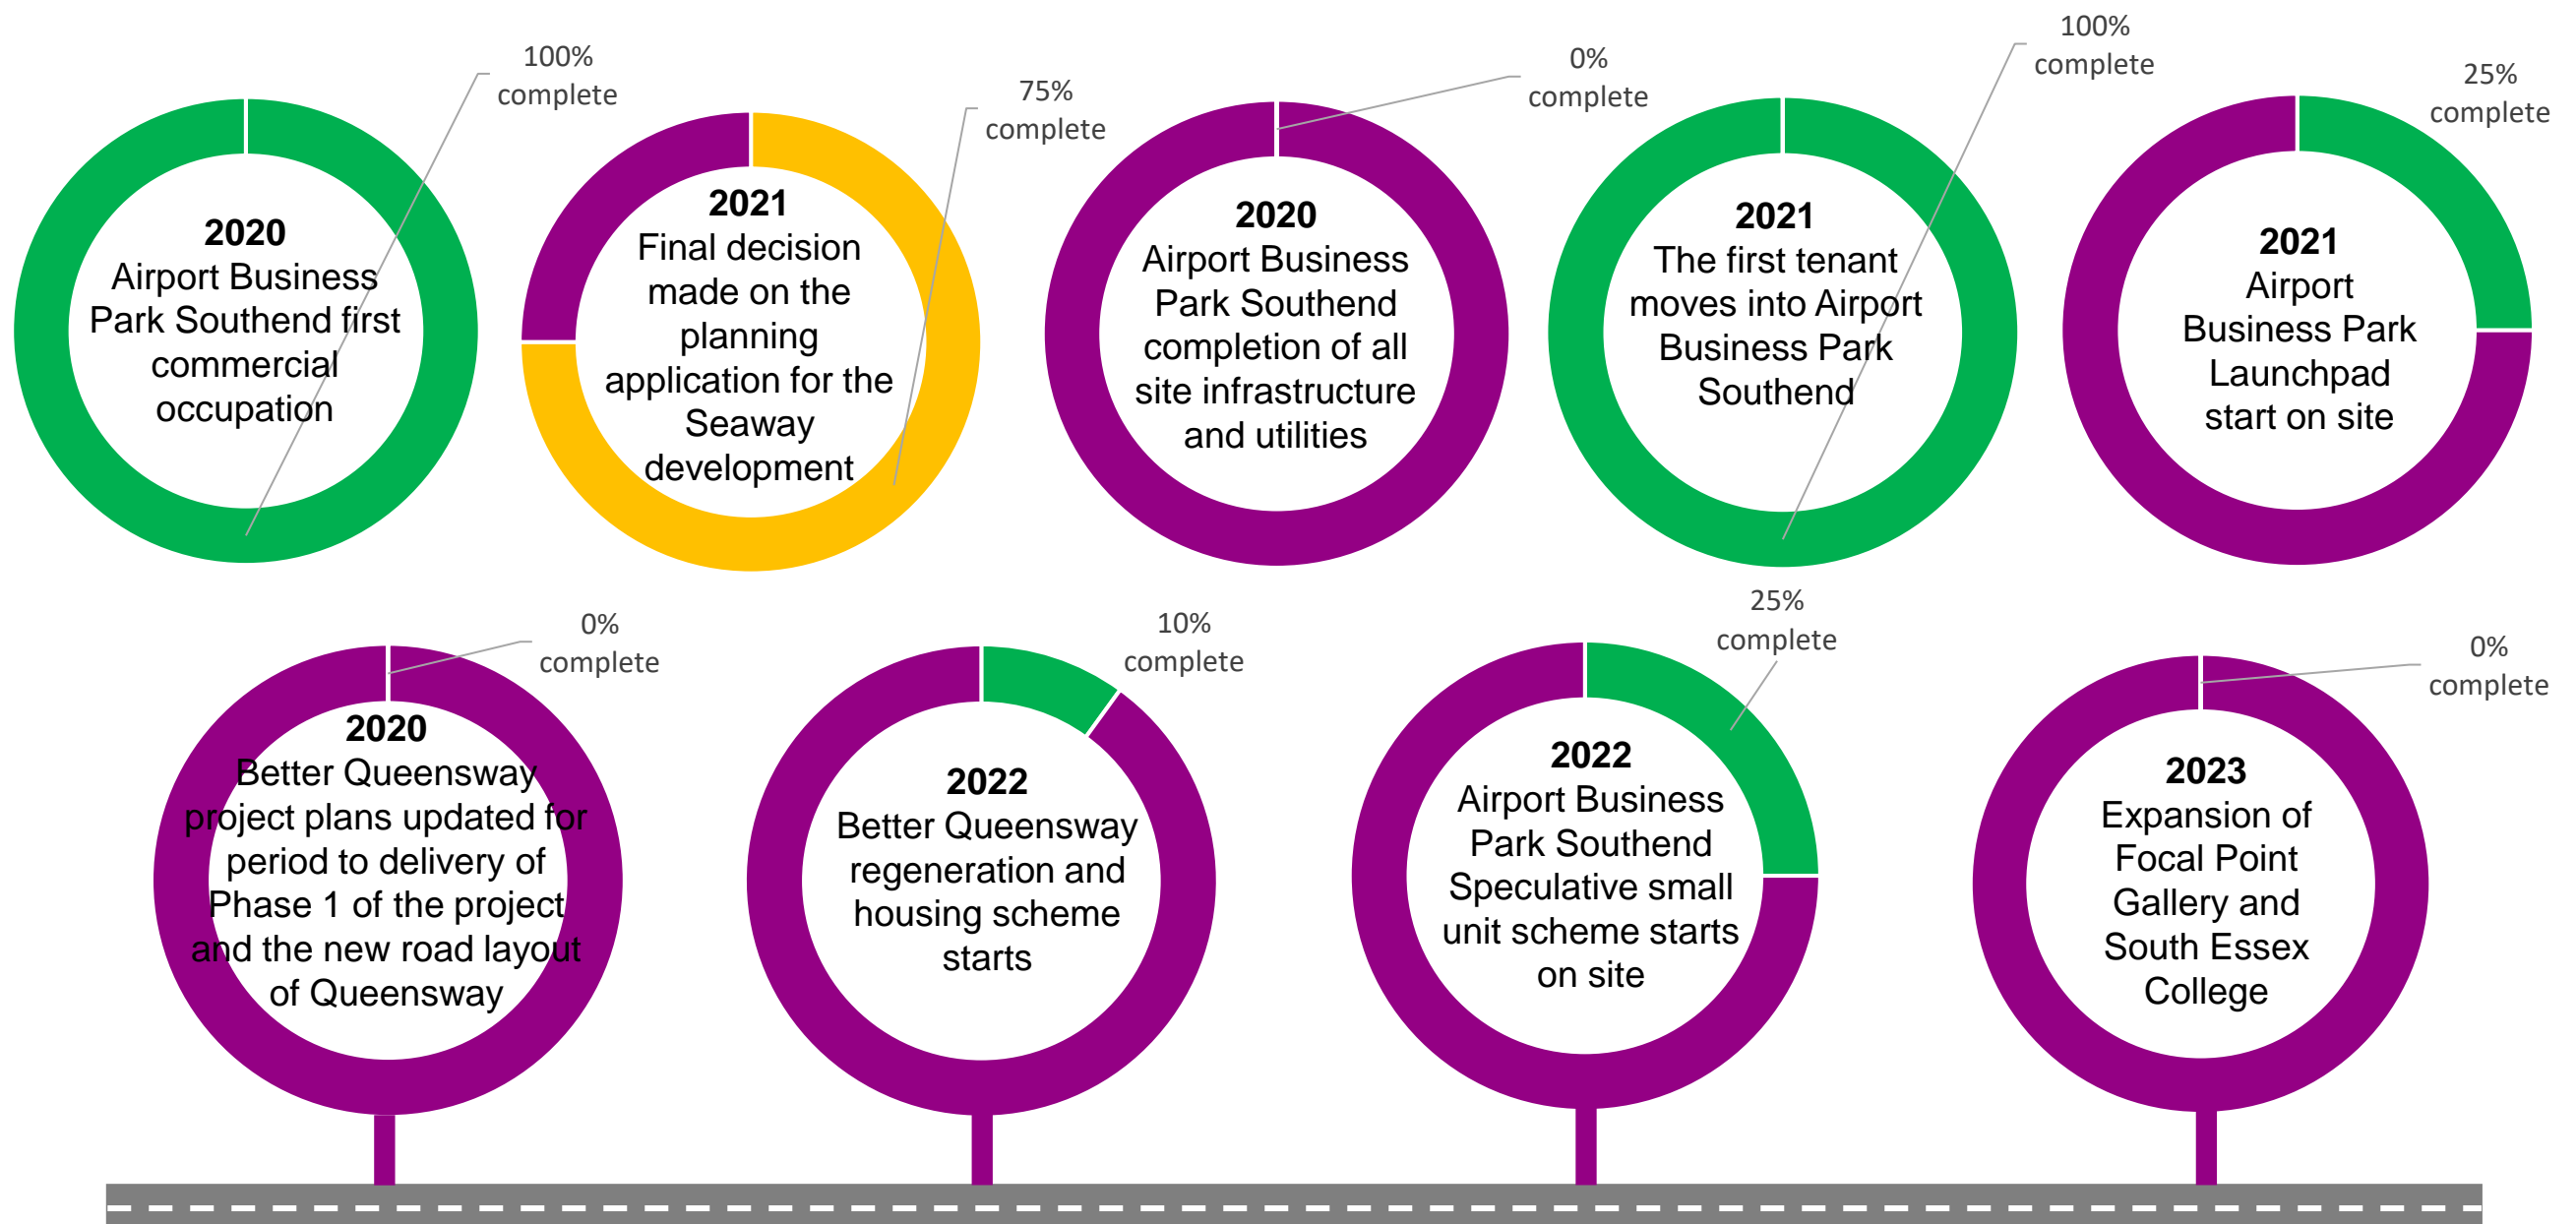 100%
complete
2020
Airport Business
Park Southend first
commercial
occupation
75%
complete
2021
Final decision
made on the
planning
application for the
Seaway
development
0%
complete
2020
Airport Business
Park Southend
completion of all
site infrastructure
and utilities
100%
complete
2021
The first tenant
moves into Airport
Business Park
Southend
25%
complete
2021
Airport
Business Park
Launchpad
start on site
0%
complete
2020
Better Queensway
project plans updated for
period to delivery of
Phase 1 of the project
and the new road layout
of Queensway
10%
complete
2022
Better Queensway
regeneration and
housing scheme
starts
25%
complete
2022
Airport Business
Park Southend
Speculative small
unit scheme starts
on site
0%
complete
2023
Expansion of
Focal Point
Gallery and
South Essex
College